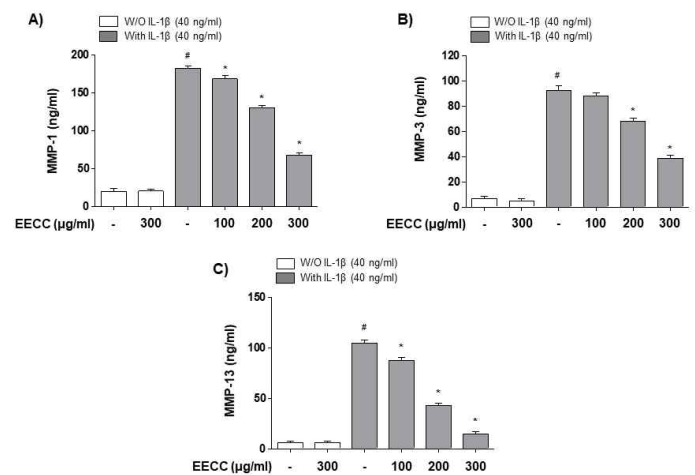 A)
W/O IL-1β (40 ng/ml)
With IL-1β (40 ng/ml)
MMP-1 (ng/ml)
200
150
100
50
0
#
*
*
*
EECC (µg/ml) - 300 - 100 200 300
B)
W/O IL-1β (40 ng/ml)
With IL-1β (40 ng/ml)
MMP-3 (ng/ml)
120
100
80
60
40
20
0
#
*
*
EECC (µg/ml) - 300 - 100 200 300
C)
W/O IL-1β (40 ng/ml)
With IL-1β (40 ng/ml)
MMP-13 (ng/ml)
150
100
50
0
#
*
*
*
EECC (µg/ml) - 300 - 100 200 300